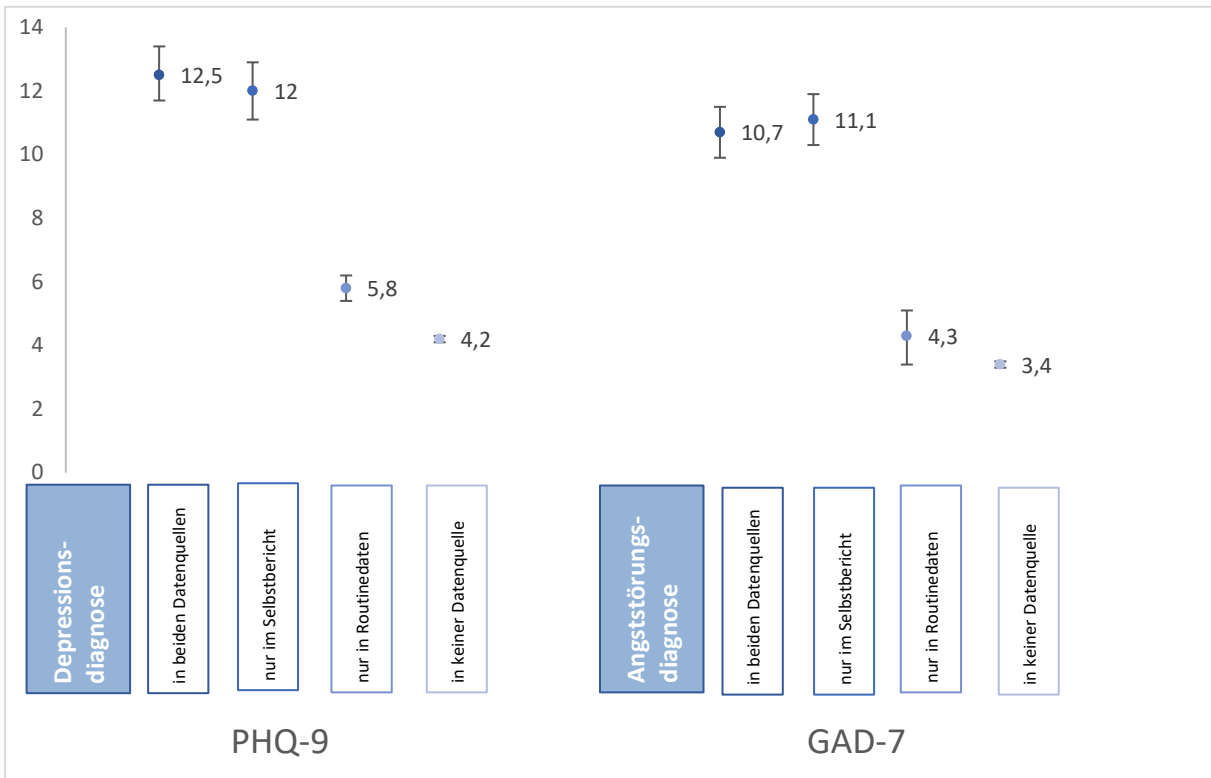 14
12
10
8
6
4
2
0
12,5
12
5,8
4,2
10,7
11,1
4,3
3,4
Depressions-
diagnose
in beiden Datenquellen
nur im Selbstbericht
nur in Routinedaten
in keiner Datenquelle
Angststörungs-
diagnose
in beiden Datenquellen
nur im Selbstbericht
nur in Routinedaten
in keiner Datenquelle
PHQ-9
GAD-7